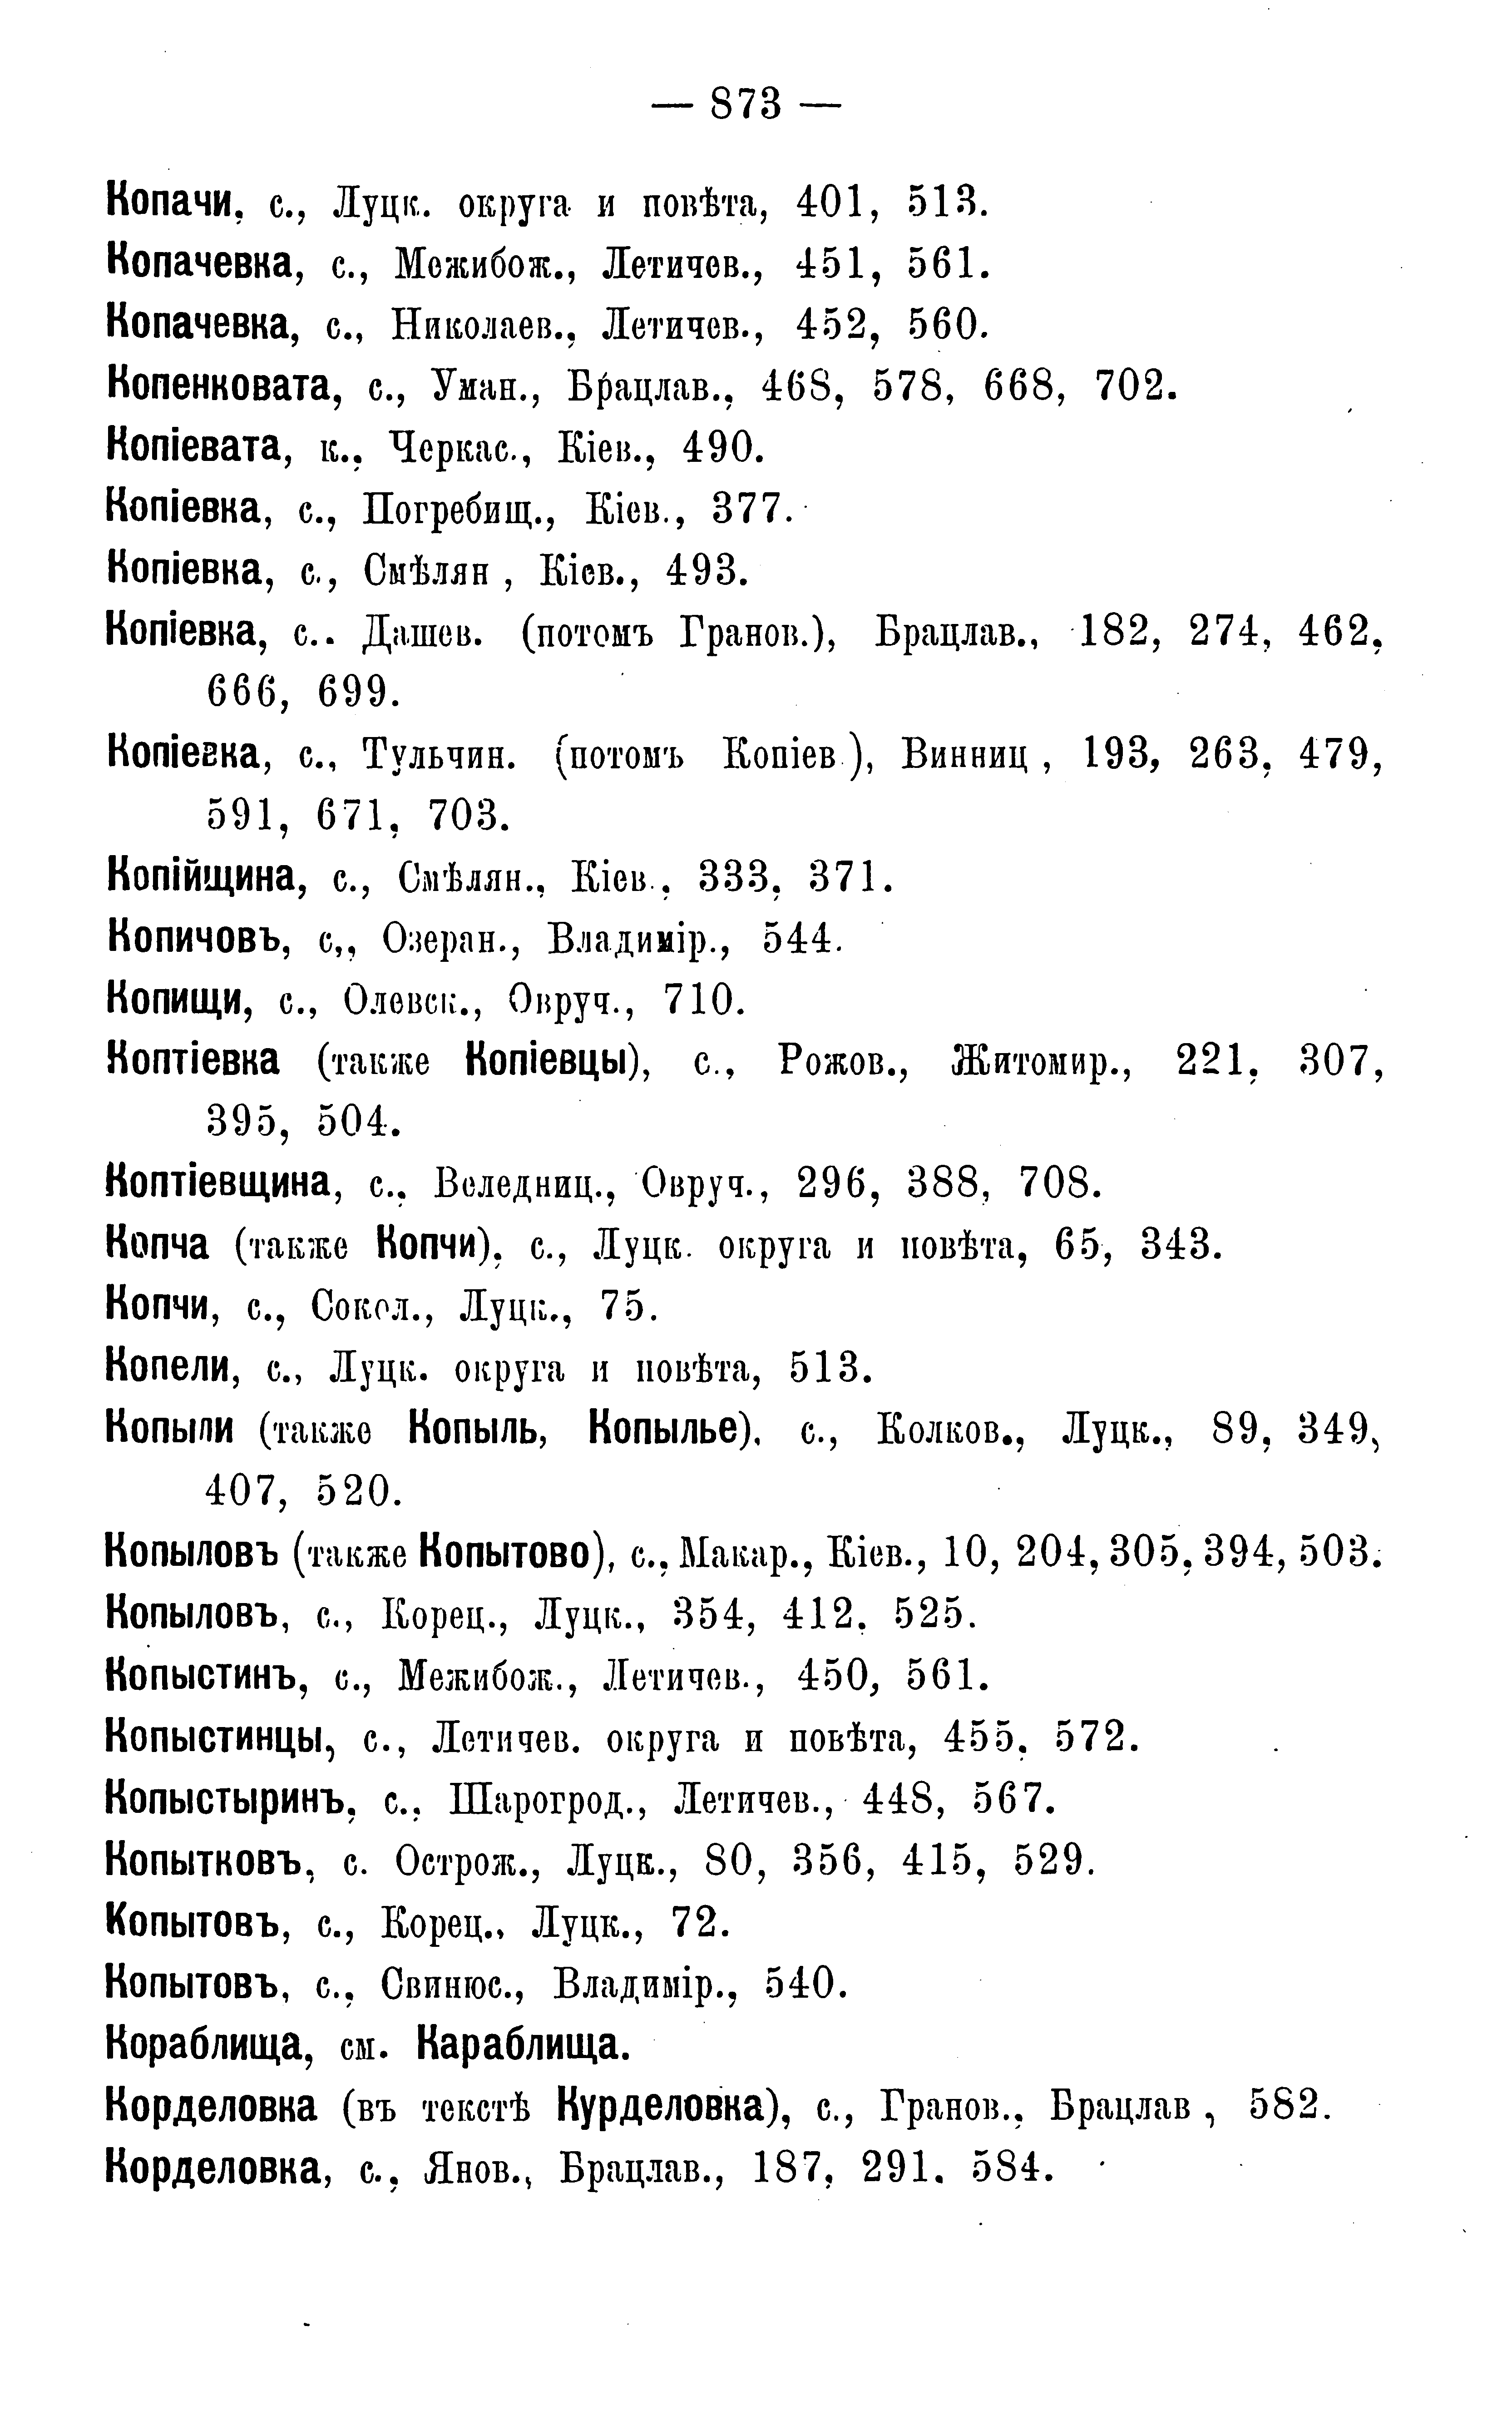 — 873 —
Копачи, с., Луцк. округа и повѣта, 401, 513.
Копачевка, с., Межибож., Летичев., 451, 561.
Копачевка, с., Николаев., Летичев., 452, 560.
Копенковата, с., Уман., Брацлав., 468, 578, 668, 702.
Копіевата, к., Черкас., Кіев., 490.
Копіевка, с., Погребищ., Кіев., 377.
Копіевка, с., Смѣлян , Кіев., 493.
Копіевка, с.. Дашев. (потомъ Гранов.), Брацлав., 182, 274, 462,
666, 699.
Копіевка, с., Тульчин. (потомъ Копіев.), Винниц , 193, 263, 479,
591, 671, 703.
Копійщина, с., Смѣлян., Кіев., 333, 371.
Копичовъ, с,, Озеран., Владимір., 544.
Копищи, с., Олевск., Овруч., 710.
Коптіевка (также Копіевцы), с., Рожов., Житомир., 221, 307,
395, 504.
Коптіевщина, с., Веледниц., Овруч., 296, 388, 708.
Копча (также Копчи), с., Луцк. округа и повѣта, 65, 343.
Копчи, с., Сокол., Луцк., 75.
Копели, с., Луцк. округа и повѣта, 513.
Копыли (также Копыль, Копылье), с., Колков., Луцк., 89, 349,
407, 520.
Копыловъ (также Копытово), с., Макар., Кіев., 10, 204, 305, 394, 503.
Копыловъ, с., Корец., Луцк., 354, 412, 525.
Копыстинъ, с., Межибож., Летичев., 450, 561.
Копыстинцы, с., Летичев. округа и повѣта, 455, 572.
Копыстыринъ, с., Шарогрод., Летичев., 448, 567.
Копытковъ, с. Острож., Луцк., 80, 356, 415, 529.
Копытовъ, с., Корец., Луцк., 72.
Копытовъ, с., Свинюс., Владимір., 540.
Кораблища, см. Караблища.
Корделовка (въ текстѣ Курделовка), с., Гранов., Брацлав , 582.
Корделовка, с., Янов., Брацлав., 187, 291, 584.